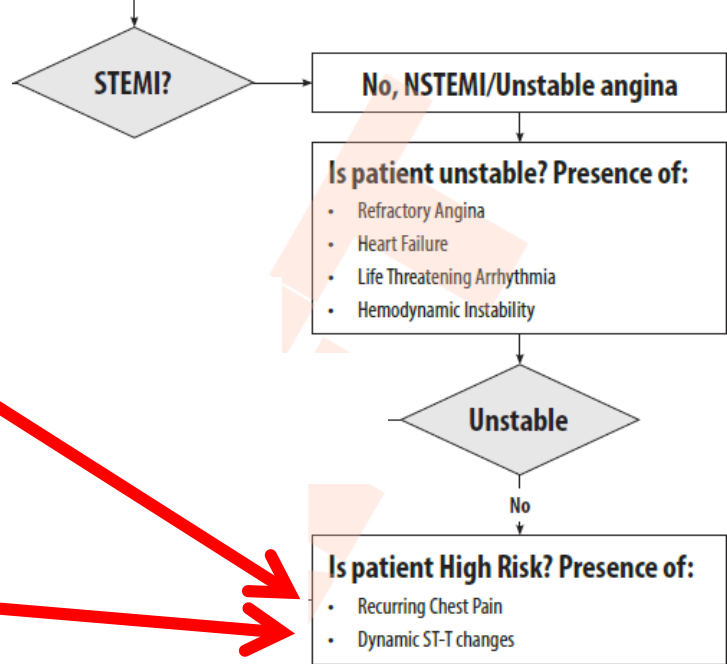 STEMI?
No, NSTEMI/Unstable angina
Is patient unstable? Presence of:
• Refractory Angina
• Heart Failure
• Life Threatening Arrhythmia
• Hemodynamic Instability
Unstable
No
Is patient High Risk? Presence of:
• Recurring Chest Pain
• Dynamic ST-T changes